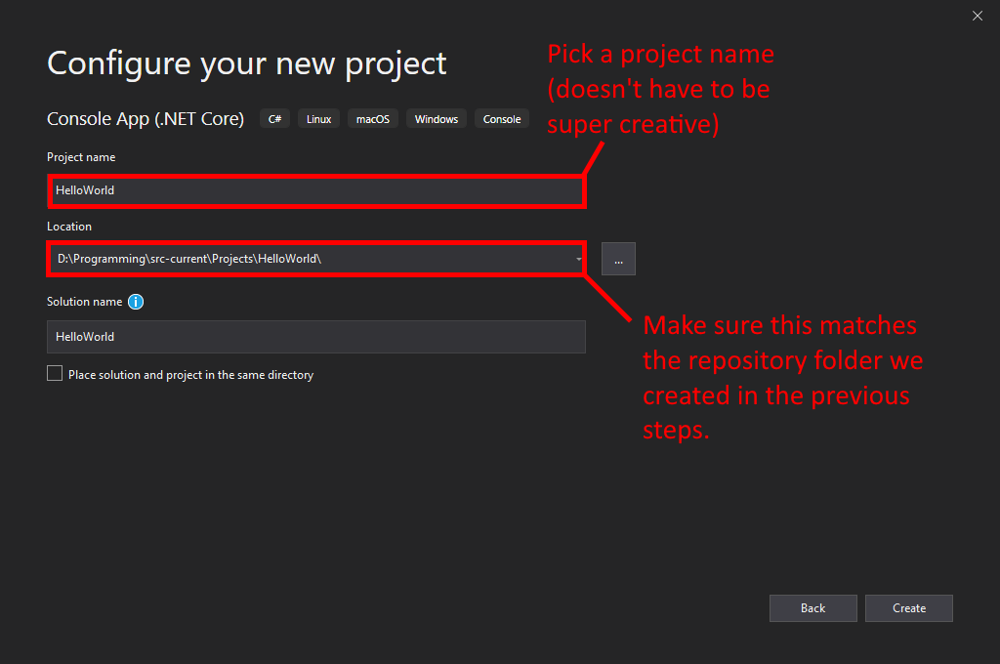 Configure your new project
Pick a project name
(doesn't have to be
super creative)
Console App (.NET Core) C# Linux macOS Windows Console
Project name
HelloWorld
Location
D:\Programming\src-current\Projects\HelloWorld\
...
Solution name i
HelloWorld
Place solution and project in the same directory
Make sure this matches
the repository folder we
created in the previous
steps.
Back Create